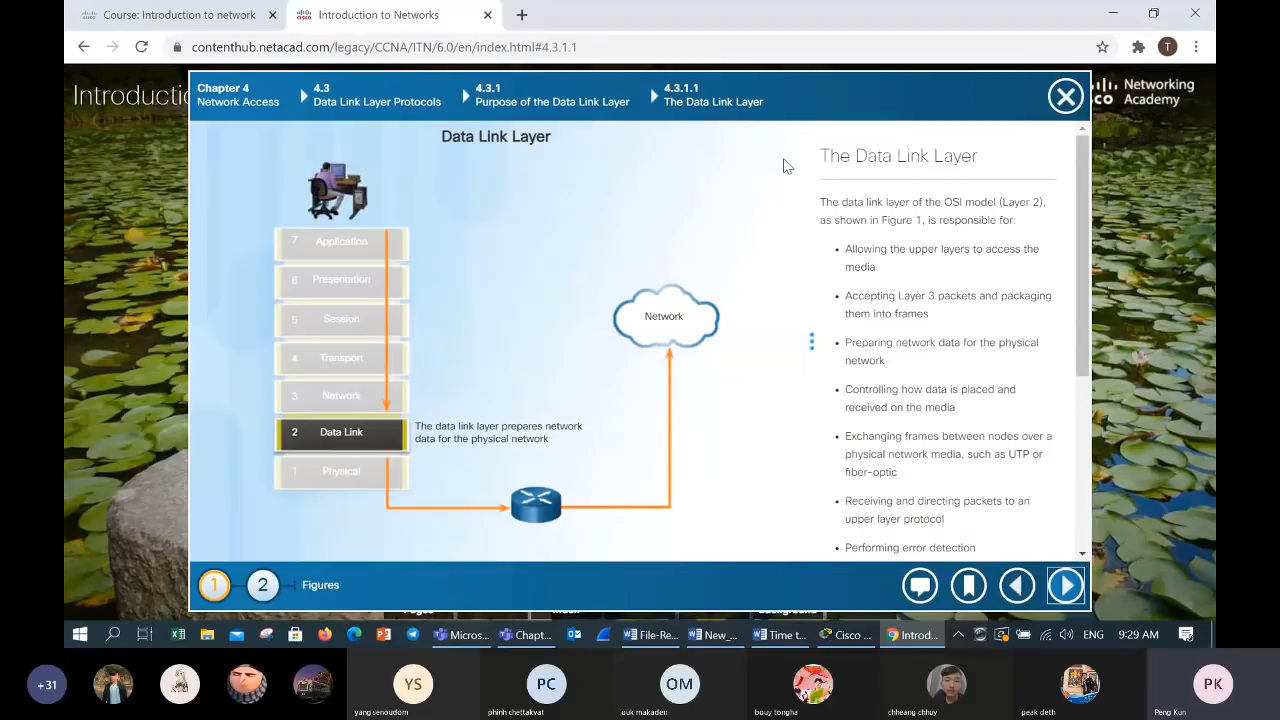 Course: Introduction to network
Introduction to Networks
contenthub.netacad.com/legacy/CCNA/ITN/6.0/en/index.html#4.3.1.1
T
Networking
Academy
Chapter 4
Network Access
4.3
Data Link Layer Protocols
4.3.1
Purpose of the Data Link Layer
4.3.1.1
The Data Link Layer
Data Link Layer
7 Application
6 Presentation
5 Session
4 Transport
3 Network
2 Data Link
1 Physical
The data link layer prepares network
data for the physical network
Network
The Data Link Layer
The data link layer of the OSI model (Layer 2),
as shown in Figure 1, is responsible for:
• Allowing the upper layers to access the
media
• Accepting Layer 3 packets and packaging
them into frames
• Preparing network data for the physical
network
• Controlling how data is placed and
received on the media
• Exchanging frames between nodes over a
physical network media, such as UTP or
fiber-optic
• Receiving and directing packets to an
upper layer protocol
• Performing error detection
1 2 Figures
Micros...
Chapt...
File-Re...
New_...
Time t...
Cisco ...
Introd...
ENG
9:29 AM
+31
YS
yang senoudom
PC
phinh chettakvat
OM
ouk makaden
bouy tongha
chheang chhuy
peak deth
PK
Peng Kun